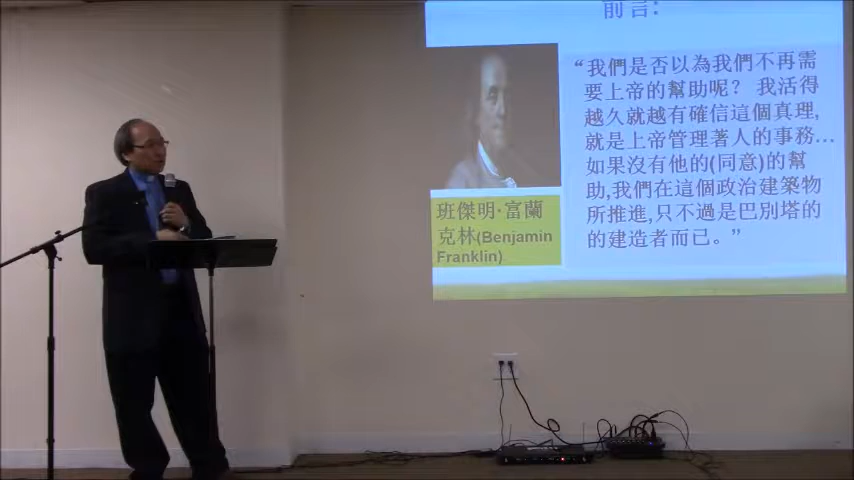 前言:
“我們是否以為我們不再需
要上帝的幫助呢? 我活得
越久就越有確信這個真理,
就是上帝管理著人的事務…
如果沒有他的(同意)的幫
助,我們在這個政治建築物
所推進,只不過是巴別塔的
的建造者而已。”
班傑明·富蘭
克林(Benjamin
Franklin)